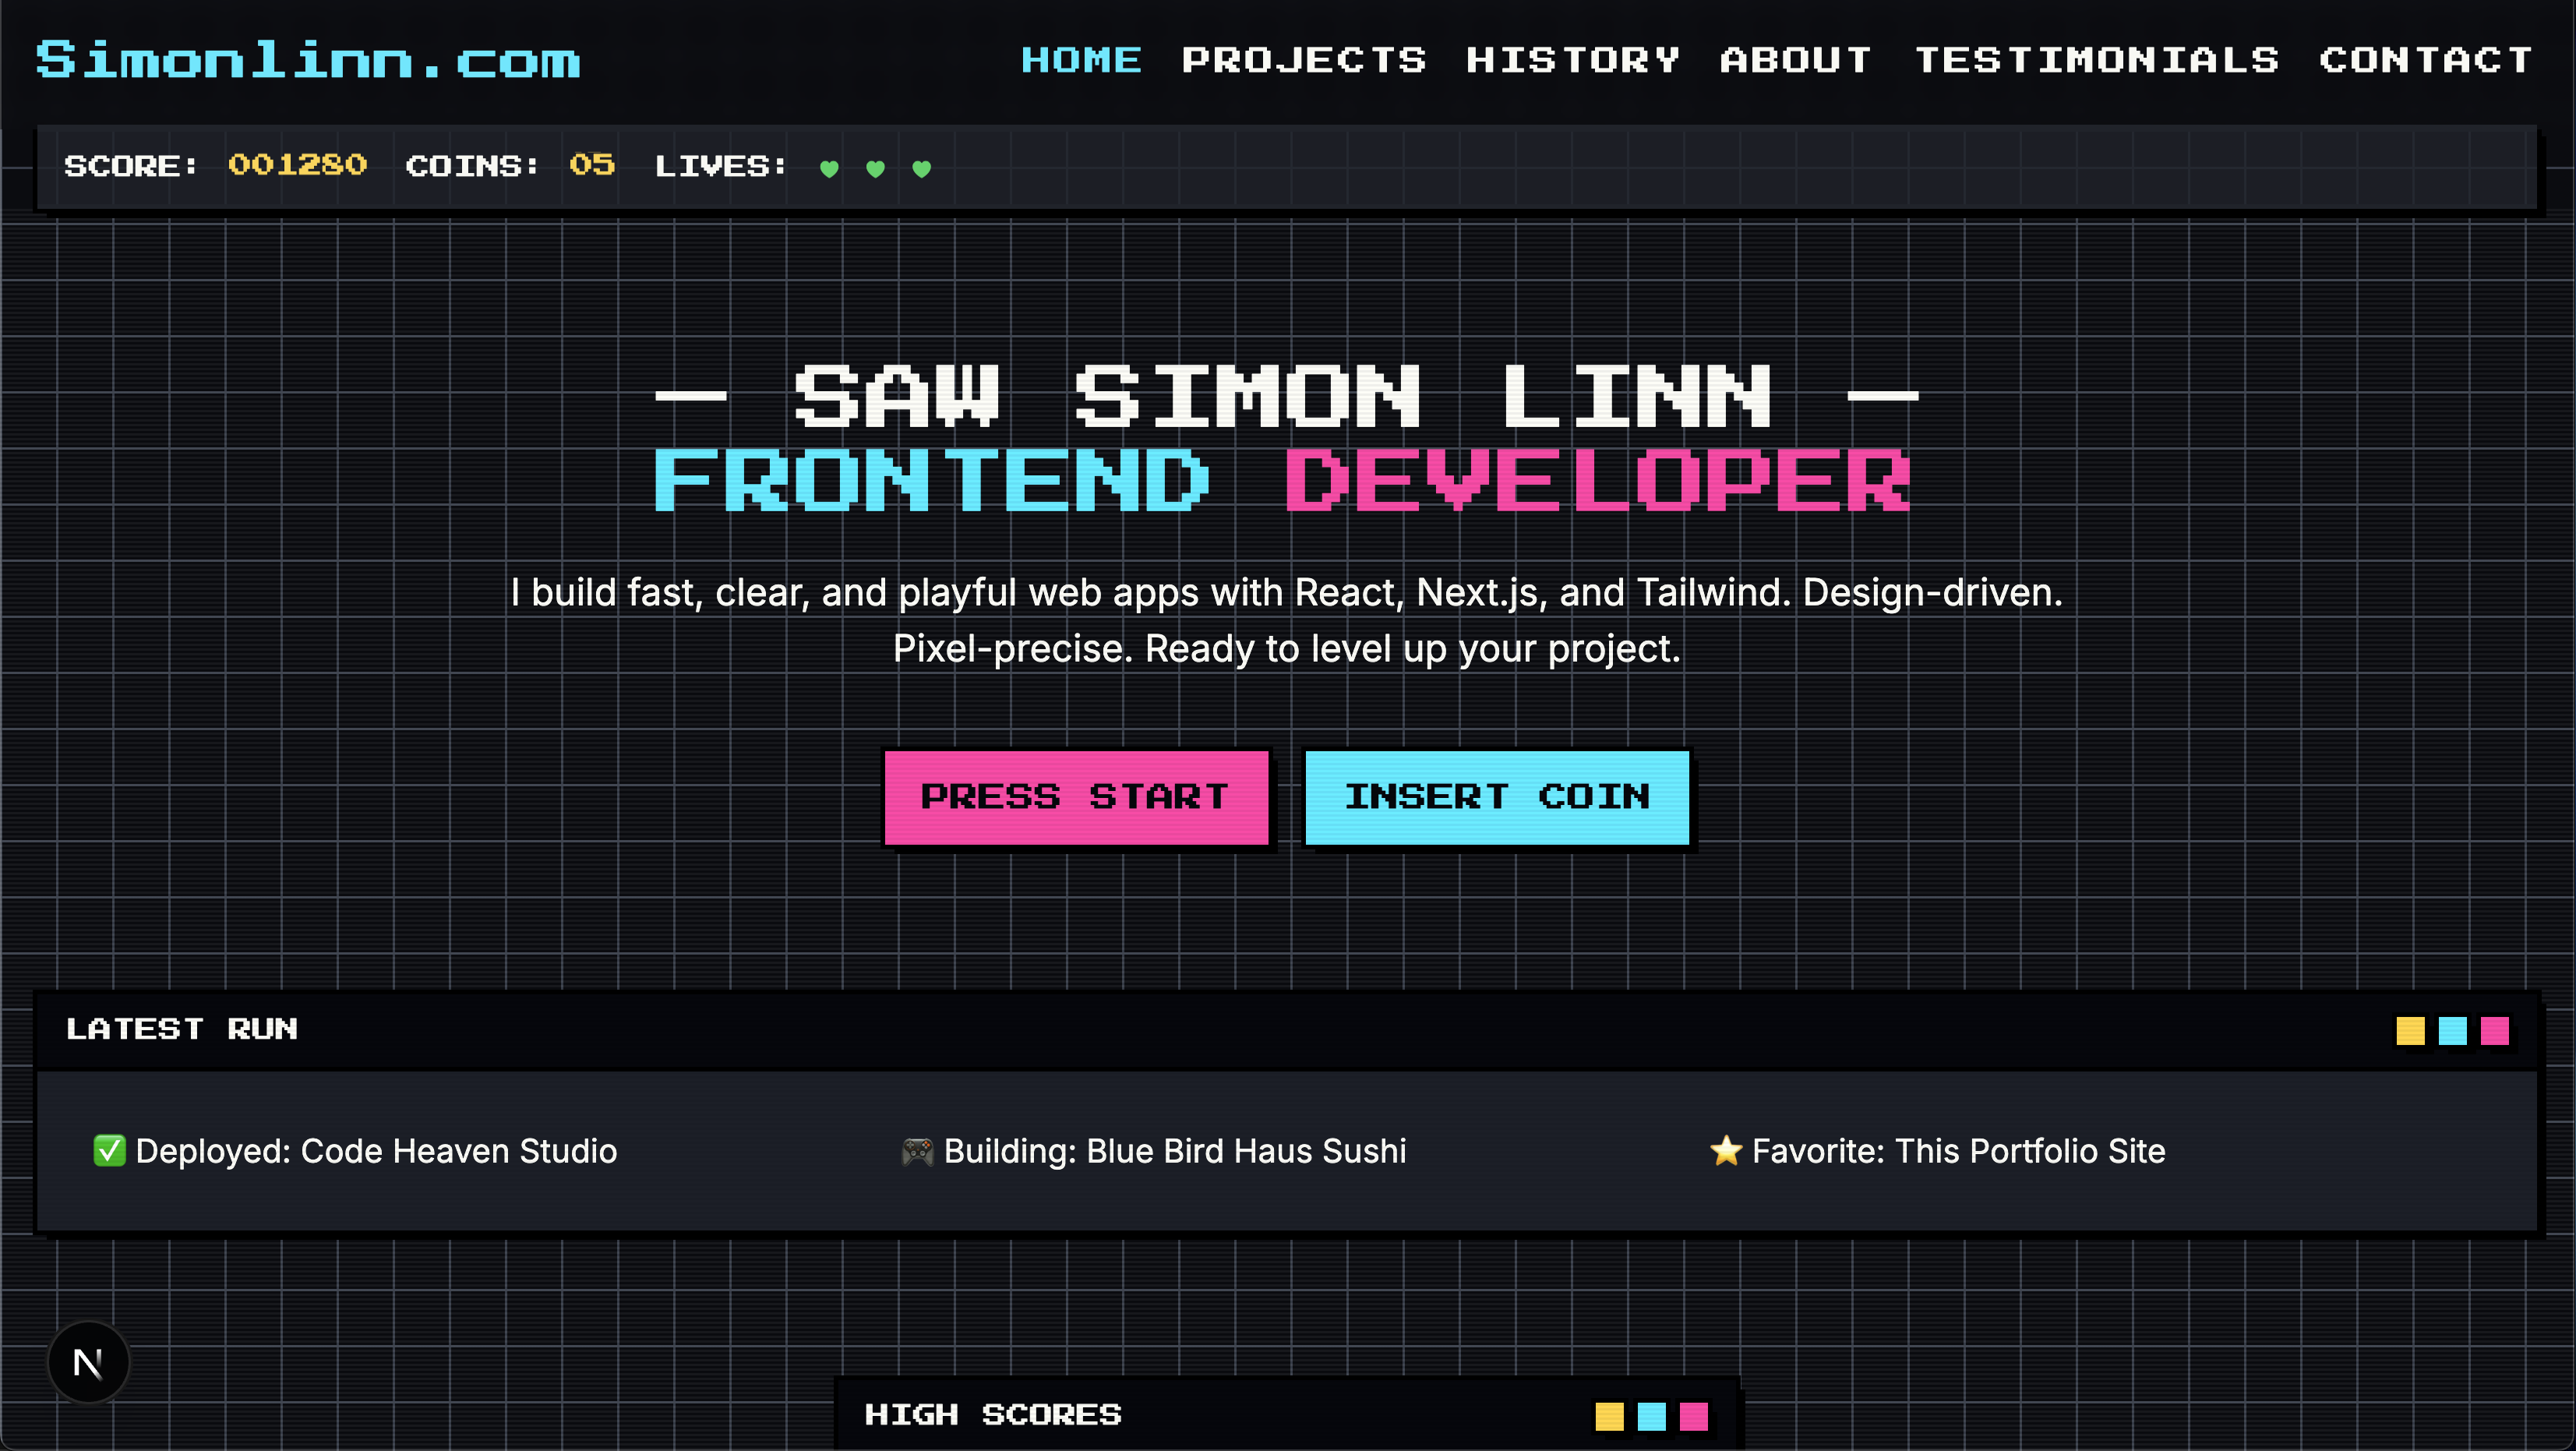 Simonlinn.com
HOME PROJECTS HISTORY ABOUT TESTIMONIALS CONTACT
SCORE: 001280 COINS: 05 LIVES:
— SAW SIMON LINN —
FRONTEND DEVELOPER
I build fast, clear, and playful web apps with React, Next.js, and Tailwind. Design-driven.
Pixel-precise. Ready to level up your project.
PRESS START INSERT COIN
LATEST RUN
Deployed: Code Heaven Studio
Building: Blue Bird Haus Sushi
Favorite: This Portfolio Site
N
HIGH SCORES